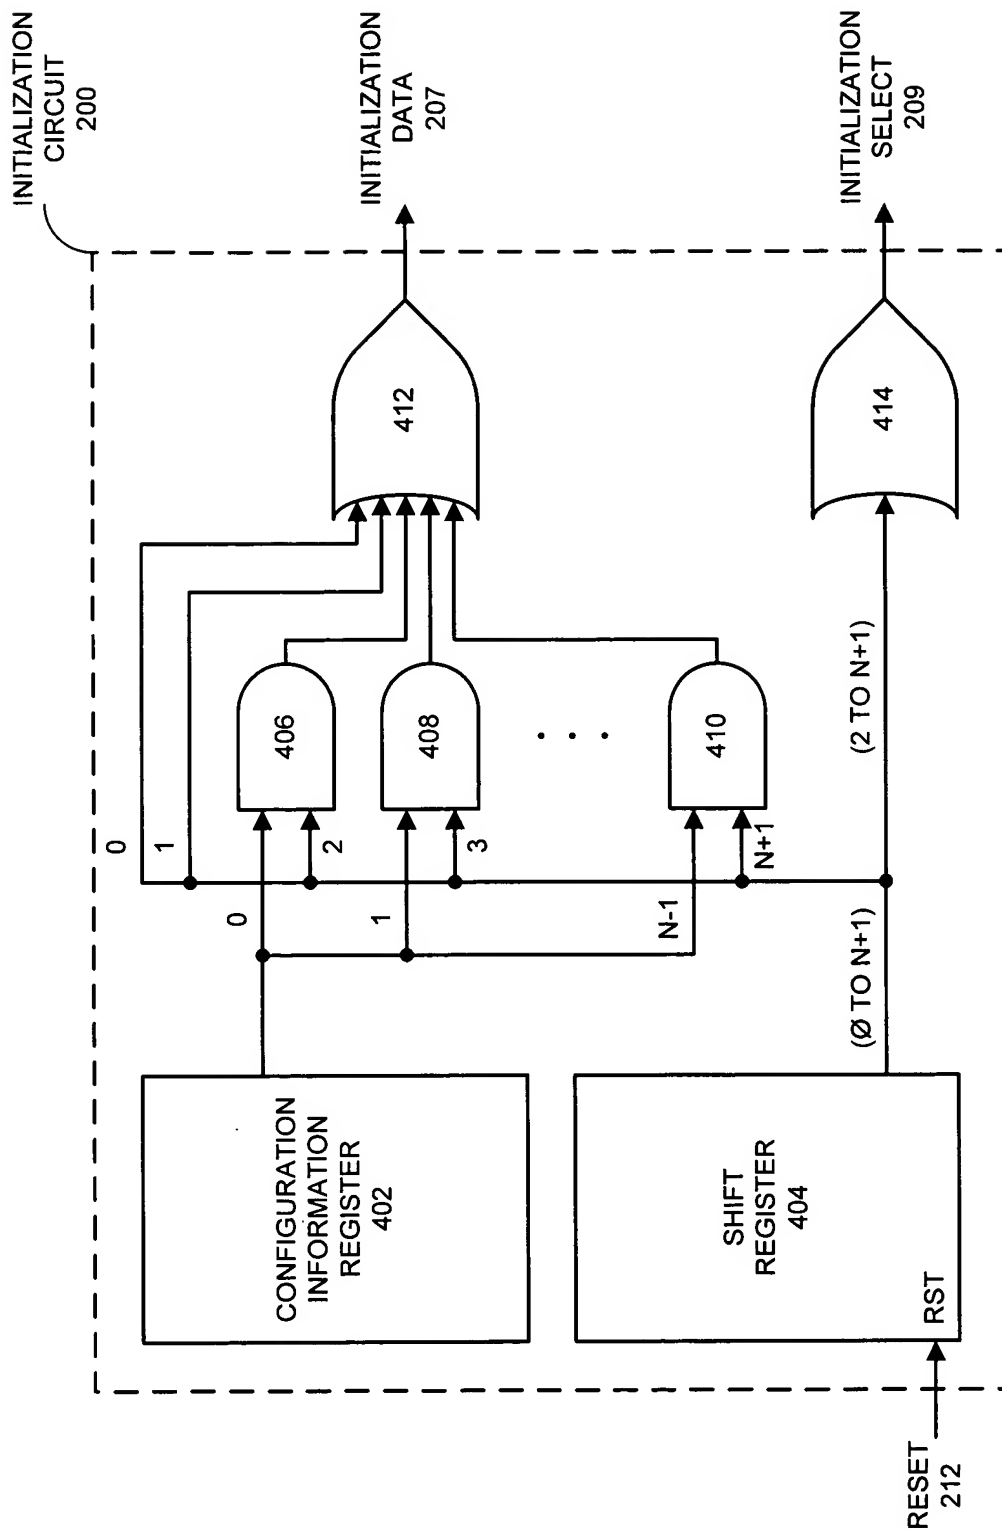 INITIALIZATION
CIRCUIT
200
INITIALIZATION
DATA
207
INITIALIZATION
SELECT
209
412
414
0
1
406
408
. . .
410
2
3
N+1
(2 TO N+1)
0
1
N-1
(Ø TO N+1)
CONFIGURATION
INFORMATION
REGISTER
402
SHIFT
REGISTER
404
RST
RESET
212